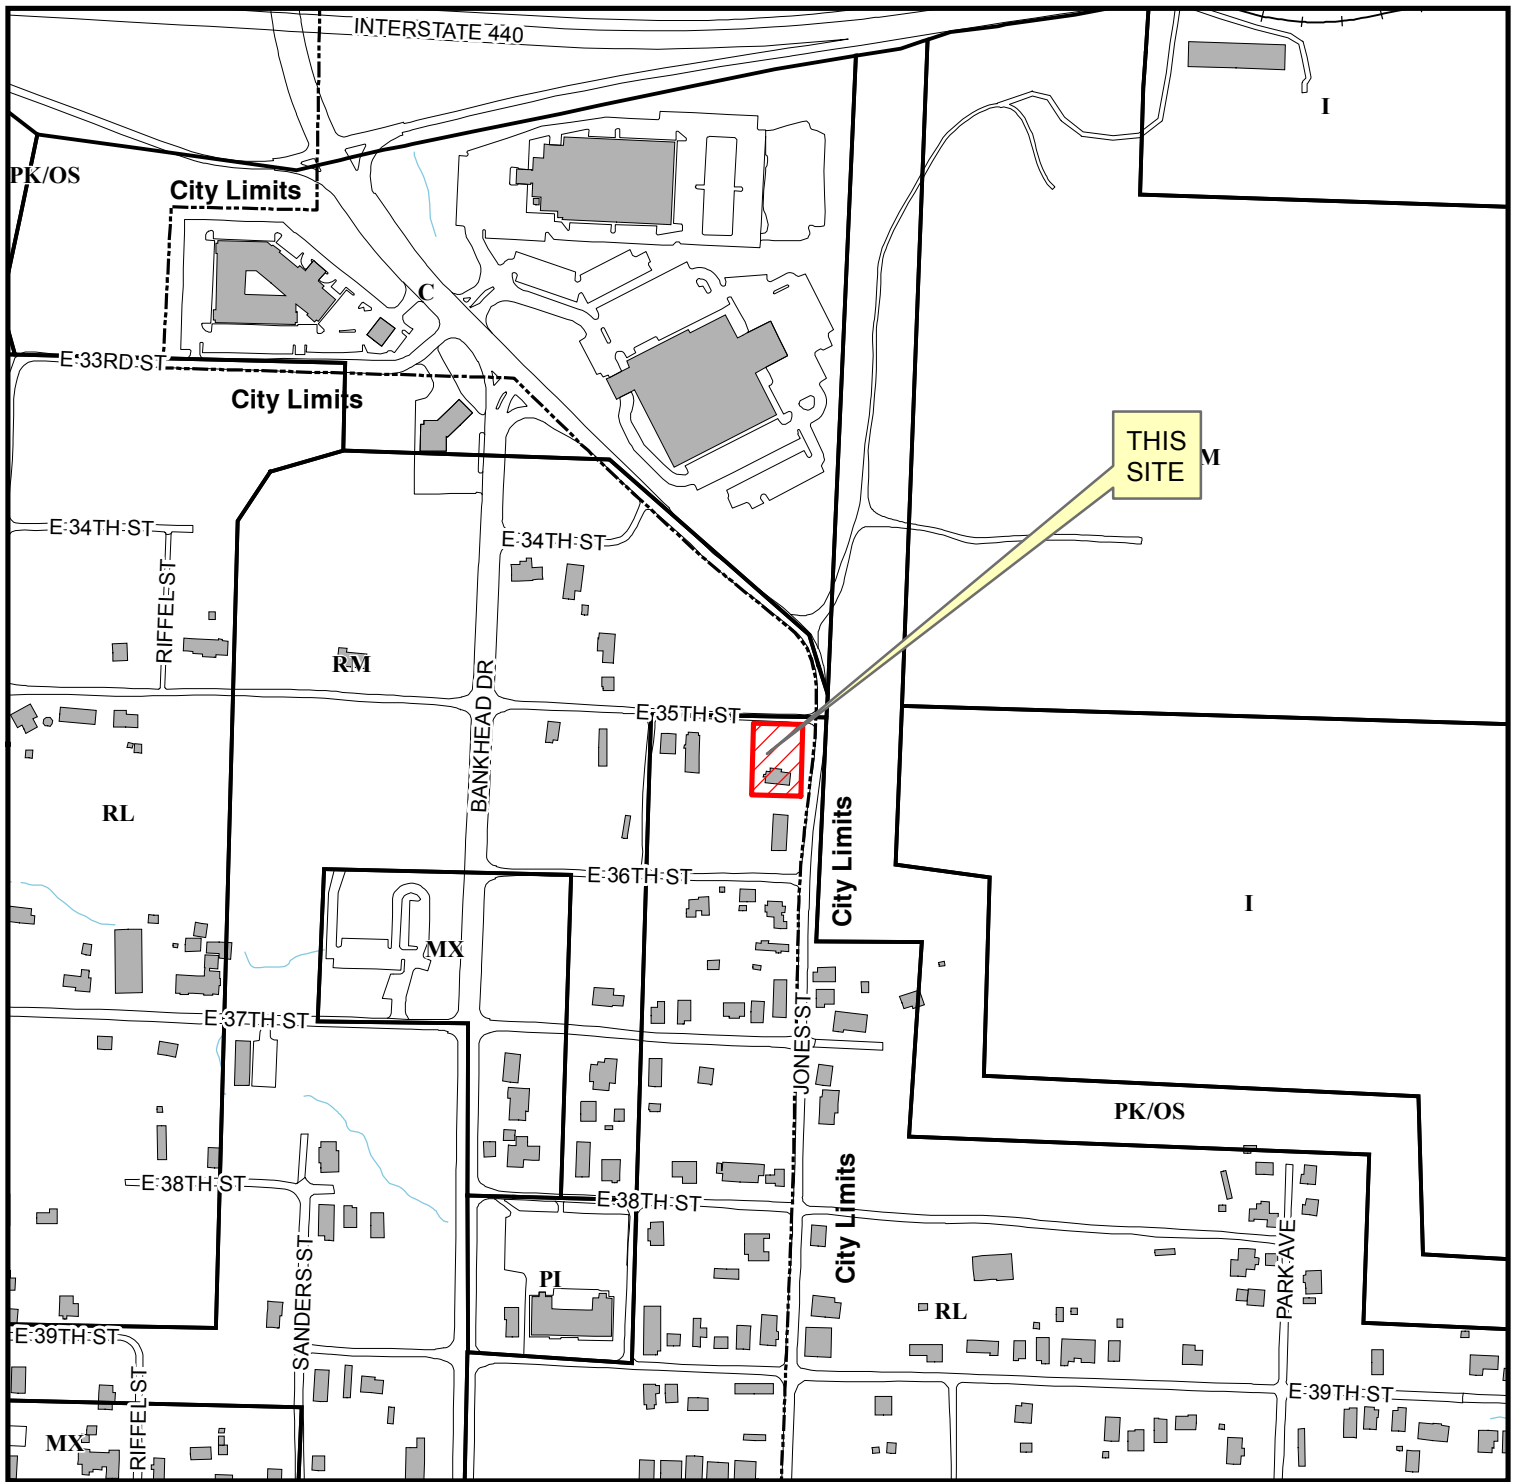 INTERSTATE 440
I
PK/OS
City Limits
C
E 33RD ST
City Limits
THIS
SITE
M
E 34TH ST
E 34TH ST
RIFFEL ST
RM
BANKHEAD DR
E 35TH ST
RL
City Limits
E 36TH ST
I
MX
E 37TH ST
JONES ST
PK/OS
E 38TH ST
E 38TH ST
City Limits
SANDERS ST
PI
PARK AVE
RL
E 39TH ST
RIFFEL ST
E 39TH ST
MX